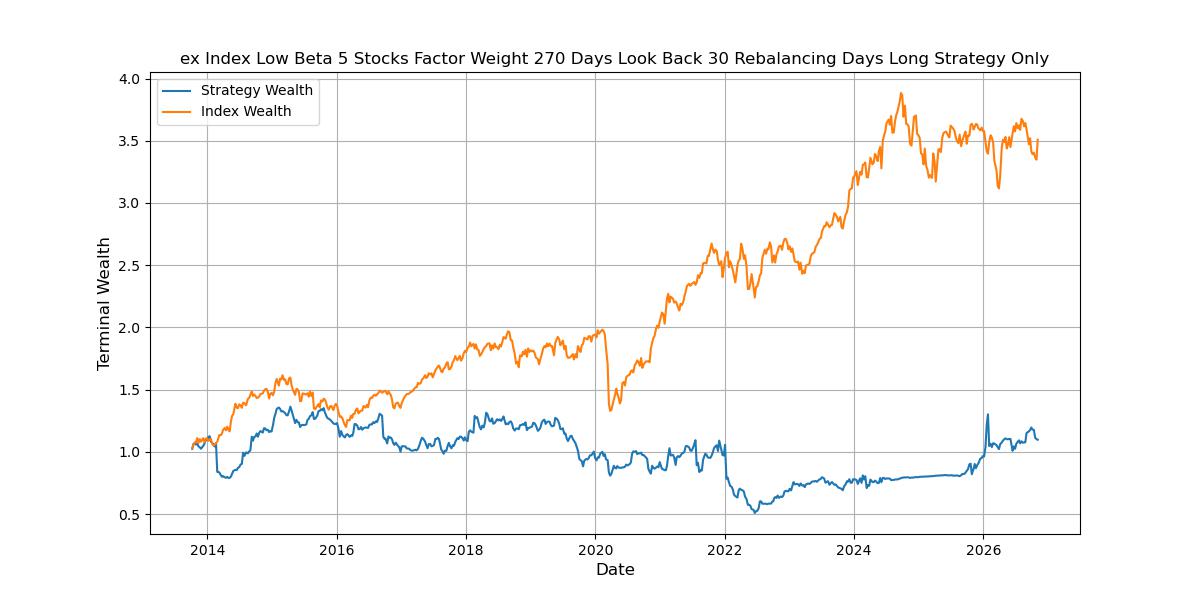 ex Index Low Beta 5 Stocks Factor Weight 270 Days Look Back 30 Rebalancing Days Long Strategy Only
Strategy Wealth
Index Wealth
Terminal Wealth
4.0
3.5
3.0
2.5
2.0
1.5
1.0
0.5
2014 2016 2018 2020 2022 2024 2026
Date